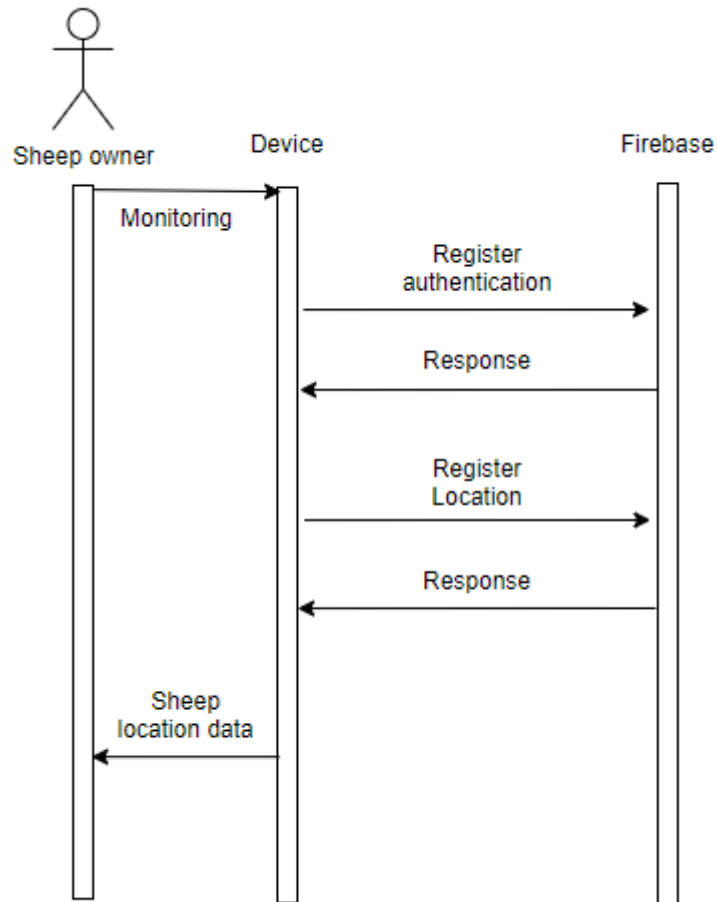 Sheep owner
Device
Firebase
Monitoring
Register
authentication
Response
Register
Location
Response
Sheep
location data